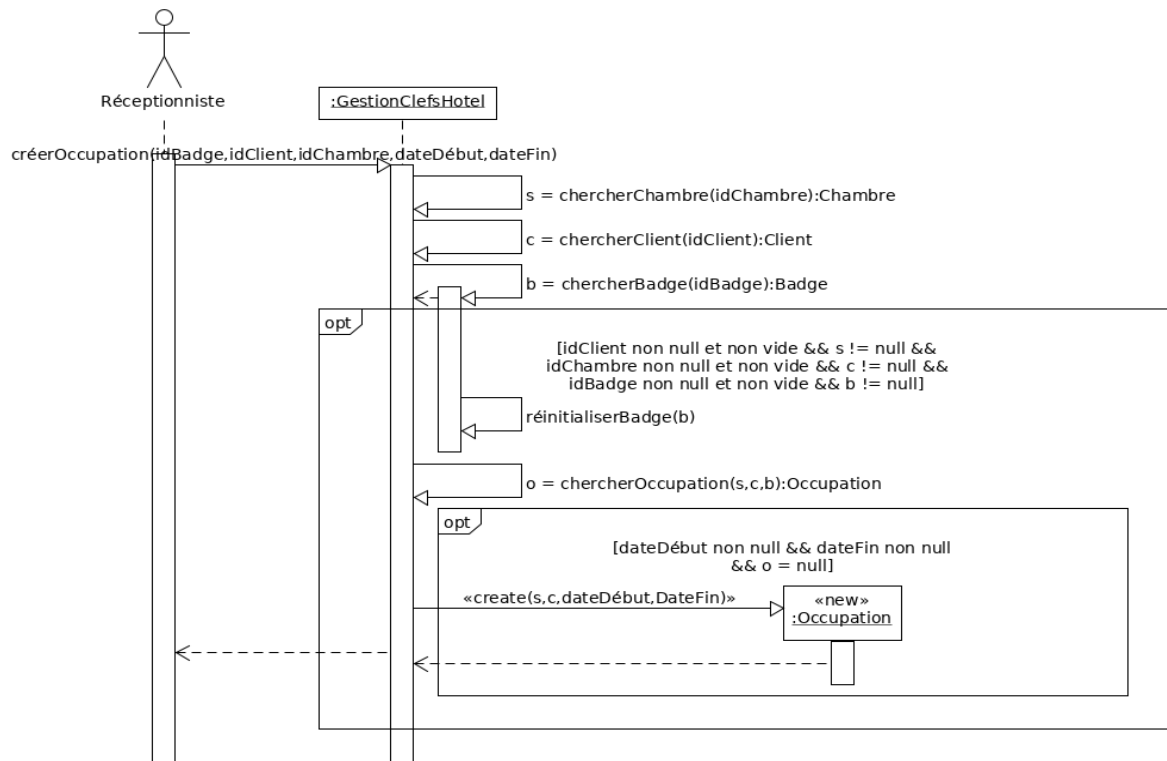 Réceptionniste
:GestionClefsHotel
créerOccupation(idBadge,idClient,idChambre,dateDébut,dateFin)
s = chercherChambre(idChambre):Chambre
c = chercherClient(idClient):Client
b = chercherBadge(idBadge):Badge
opt
[idClient non null et non vide && s != null &&
idChambre non null et non vide && c != null &&
idBadge non null et non vide && b != null]
réinitialiserBadge(b)
o = chercherOccupation(s,c,b):Occupation
opt
[dateDébut non null && dateFin non null
&& o = null]
«create(s,c,dateDébut,DateFin)»
«new»
:Occupation